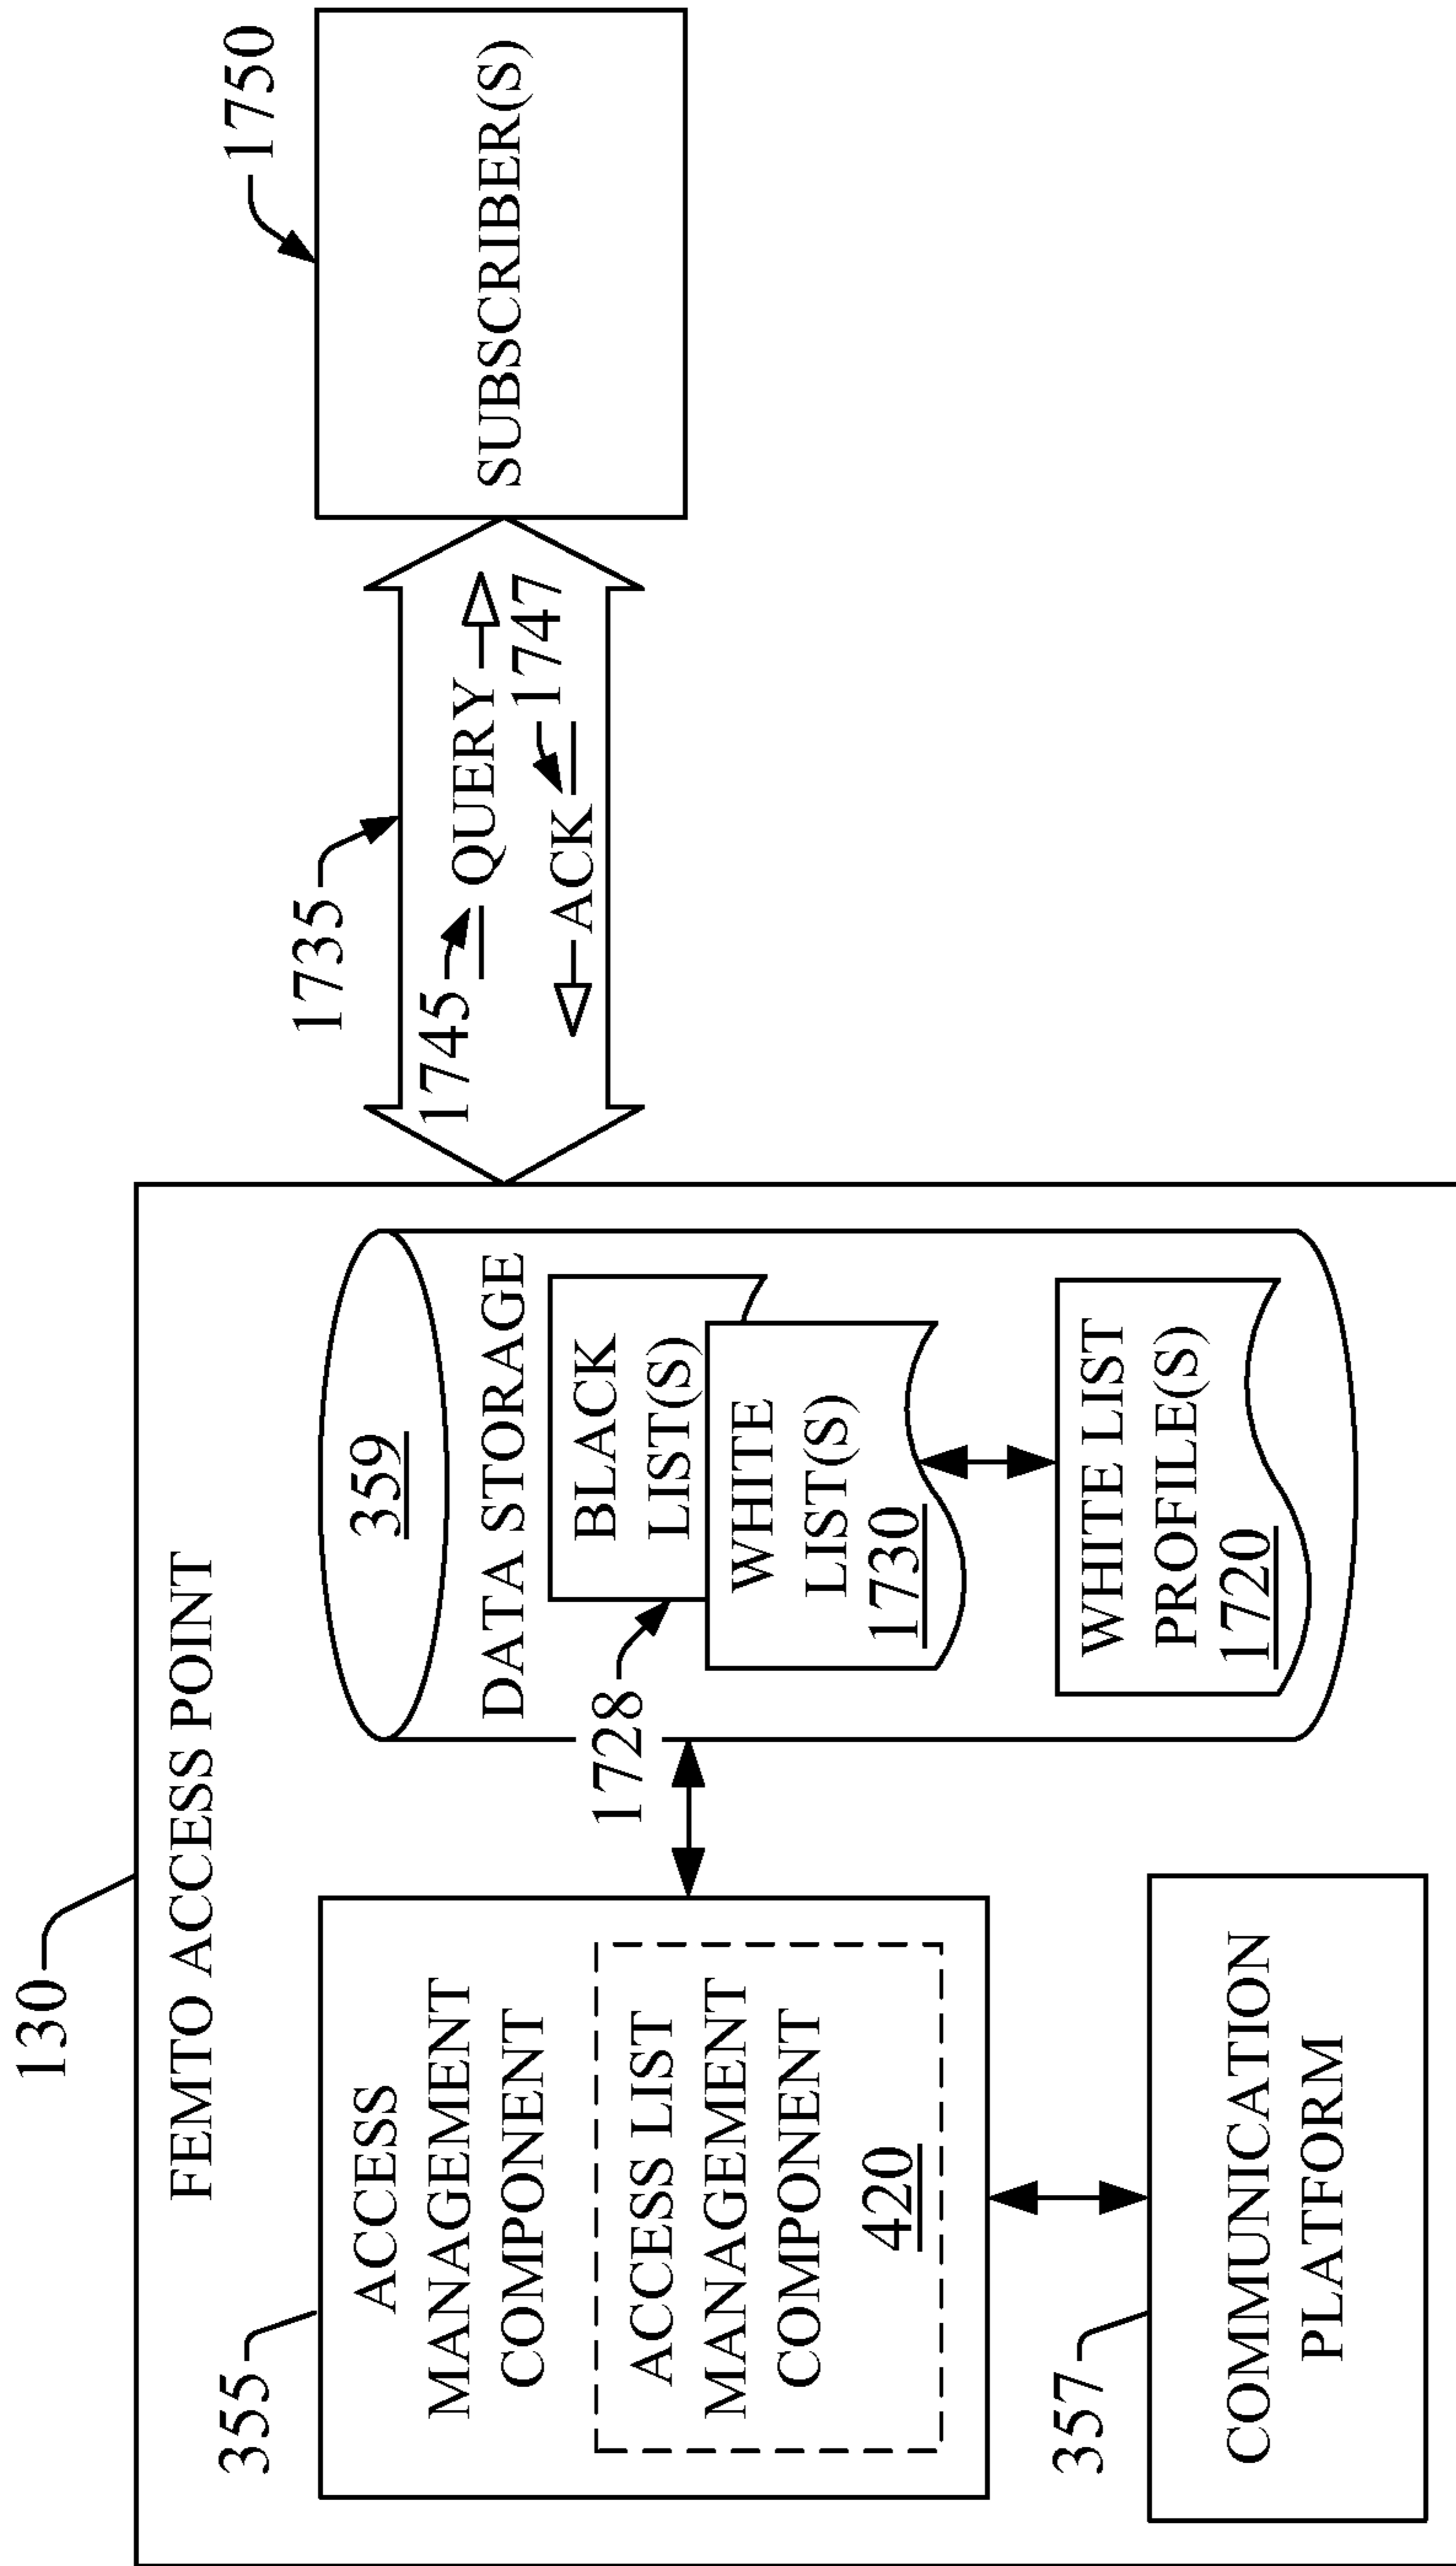 130
FEMTO ACCESS POINT
355
ACCESS
MANAGEMENT
COMPONENT
ACCESS LIST
MANAGEMENT
COMPONENT
420
357
COMMUNICATION
PLATFORM
359
DATA STORAGE
1728
BLACK
LIST(S)
WHITE
LIST(S)
1730
WHITE LIST
PROFILE(S)
1720
1735
1745
QUERY
ACK
1747
1750
SUBSCRIBER(S)